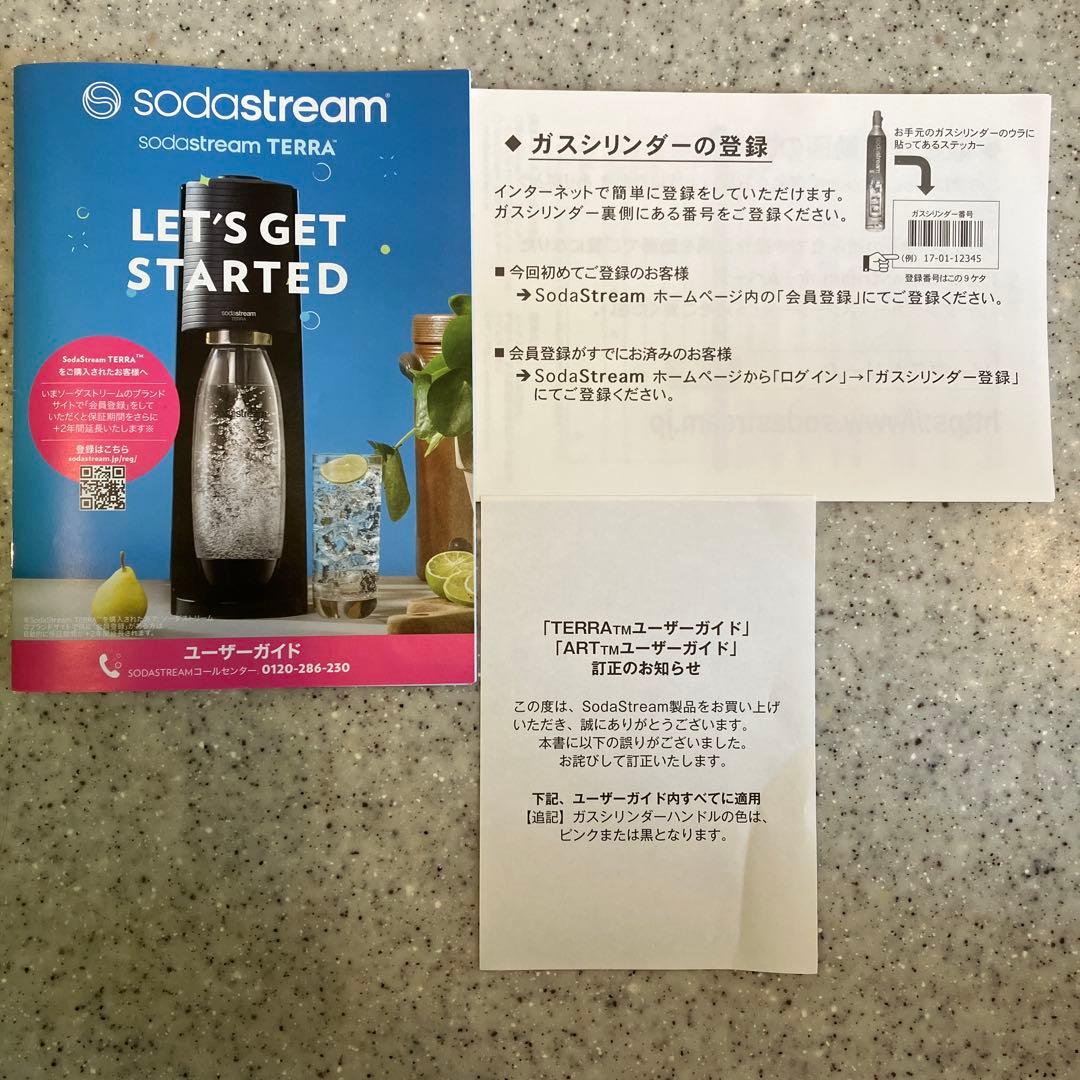 sodastream
sodastream TERRA™
LET'S GET
STARTED
sodastream
TERRA
sodastream
SodaStream TERRA™
をご購入されたお客様へ
いまソーダストリームのブランド
サイトで「会員登録」をして
いただくと保証期間をさらに
+2年間延長いたします※
登録はこちら
sodastream.jp/reg/
ユーザーガイド
SODASTREAMコールセンター: 0120-286-230
◆ ガスシリンダーの登録
インターネットで簡単に登録をしていただけます。
ガスシリンダー裏側にある番号をご登録ください。
■ 今回初めてご登録のお客様
→SodaStream ホームページ内の「会員登録」にてご登録ください。
■ 会員登録がすでにお済みのお客様
→SodaStream ホームページから「ログイン」→「ガスシリンダー登録」
にてご登録ください。
お手元のガスシリンダーのウラに
貼ってあるステッカー
sodastream
ガスシリンダー番号
(例) 17-01-12345
登録番号はこの9ケタ
「TERRATMユーザーガイド」
「ARTTMユーザーガイド」
訂正のお知らせ
この度は、SodaStream製品をお買い上げ
いただき、誠にありがとうございます。
本書に以下の誤りがございました。
お詫びして訂正いたします。
下記、ユーザーガイド内すべてに適用
【追記】ガスシリンダーハンドルの色は、
ピンクまたは黒となります。